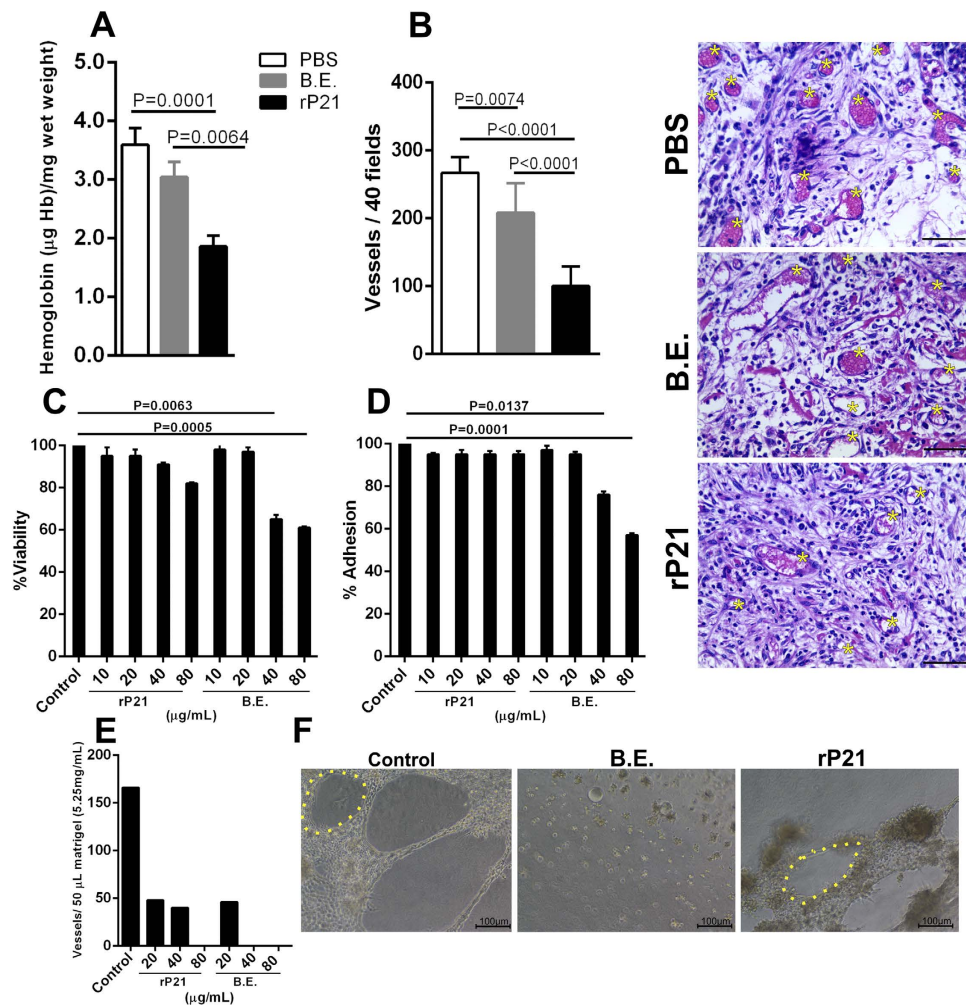 A
Hemoglobin (μg Hb)/mg wet weight)
5.0
4.0
3.0
2.0
1.0
0.0
PBS
B.E.
rP21
P=0.0001
P=0.0064
B
Vessels / 40 fields
400
300
200
100
0
P=0.0074
P<0.0001
P<0.0001
PBS
B.E.
rP21
C
P=0.0063
P=0.0005
%Viability
100
80
60
40
20
0
Control
10
20
40
80
10
20
40
80
rP21
B.E.
(μg/mL)
D
P=0.0137
P=0.0001
% Adhesion
100
80
60
40
20
0
Control
10
20
40
80
10
20
40
80
rP21
B.E.
(μg/mL)
E
Vessels/ 50 μL matrigel (5.25mg/mL)
200
150
100
50
0
Control
20
40
80
20
40
80
rP21
B.E.
(μg/mL)
F
Control
B.E.
rP21
100μm
100μm
100μm